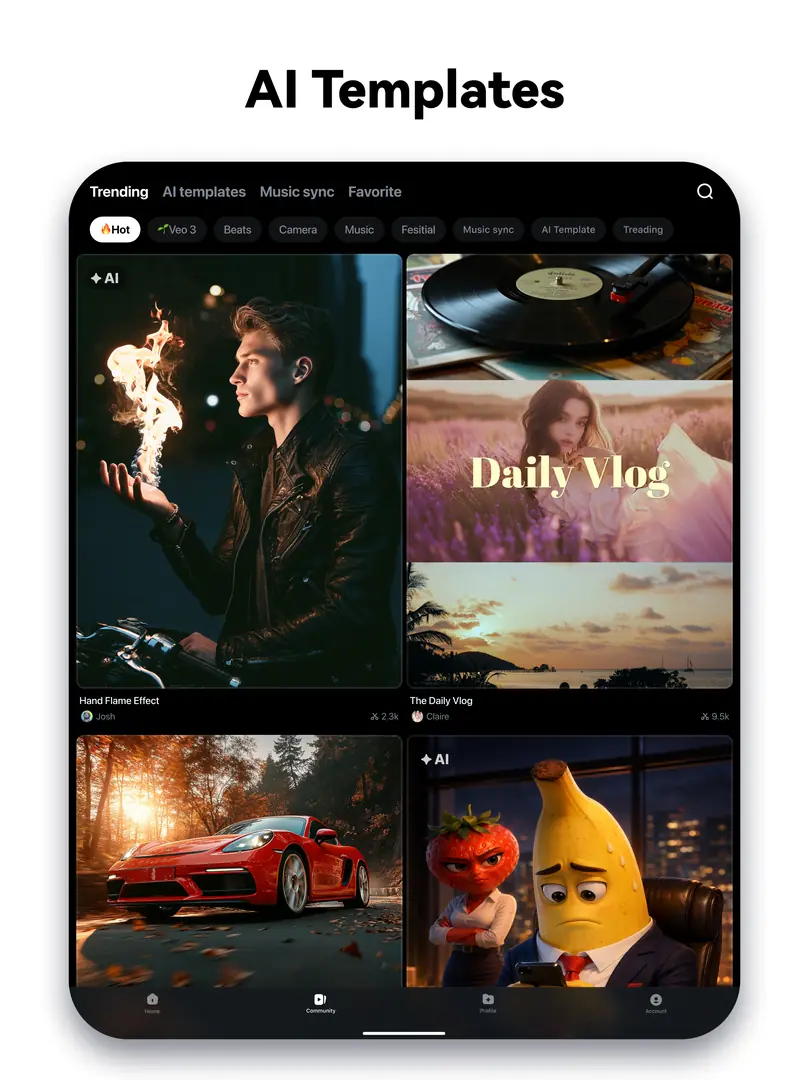 AI Templates
Trending AI templates Music sync Favorite
Hot Veo 3 Beats Camera Music Fesitial Music sync AI Template Treading
AI
Daily Vlog
Hand Flame Effect
Josh 2.3k
The Daily Vlog
Claire 9.5k
AI
Home Community Profile Account